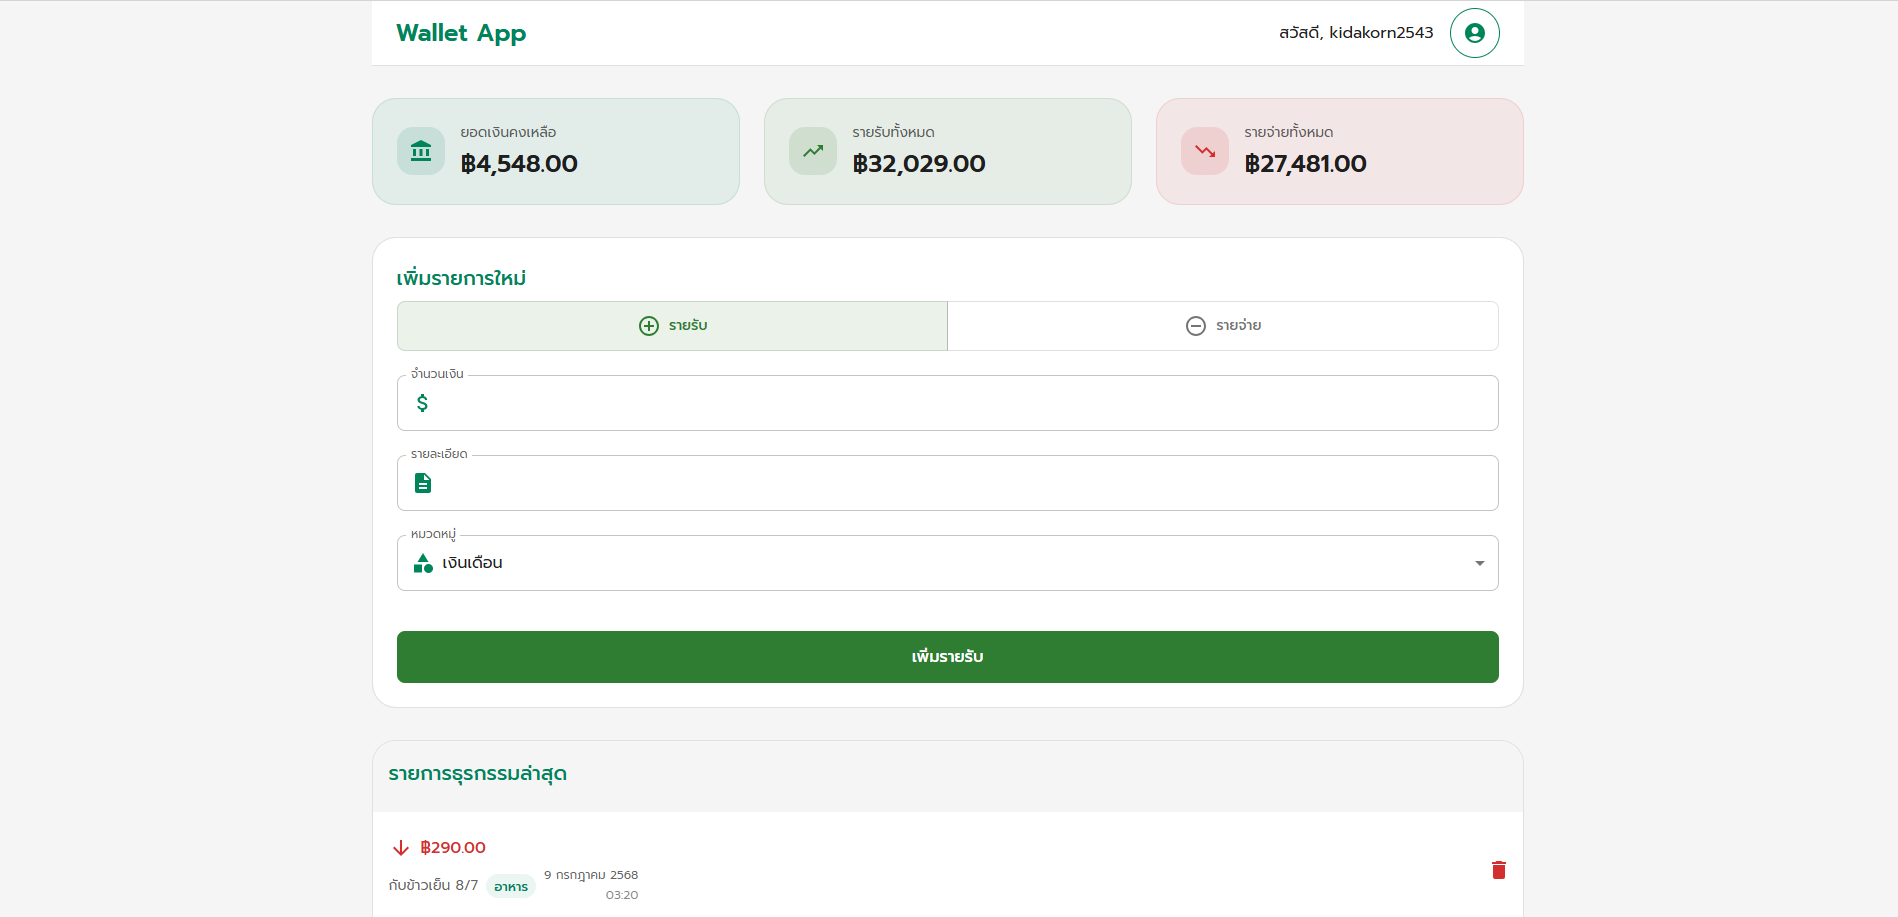 Wallet App
สวัสดี, kidakorn2543
ยอดเงินคงเหลือ
฿4,548.00
รายรับทั้งหมด
฿32,029.00
รายจ่ายทั้งหมด
฿27,481.00
เพิ่มรายการใหม่
รายรับ
รายจ่าย
จำนวนเงิน
$
รายละเอียด
หมวดหมู่
เงินเดือน
เพิ่มรายรับ
รายการธุรกรรมล่าสุด
฿290.00
กับข้าวเย็น 8/7
อาหาร
9 กรกฎาคม 2568
03:20